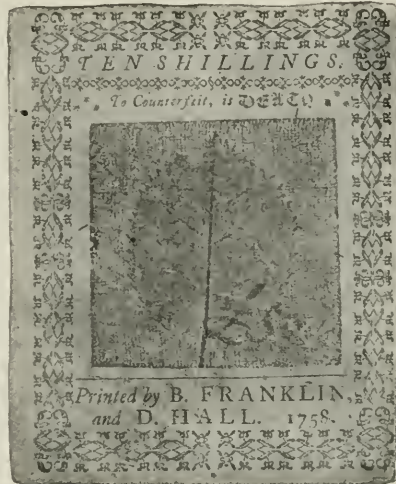 TEN SHILLINGS.
To Counterfeit, is DEATH
Printed by B. FRANKLIN,
and D. HALL. 1758.